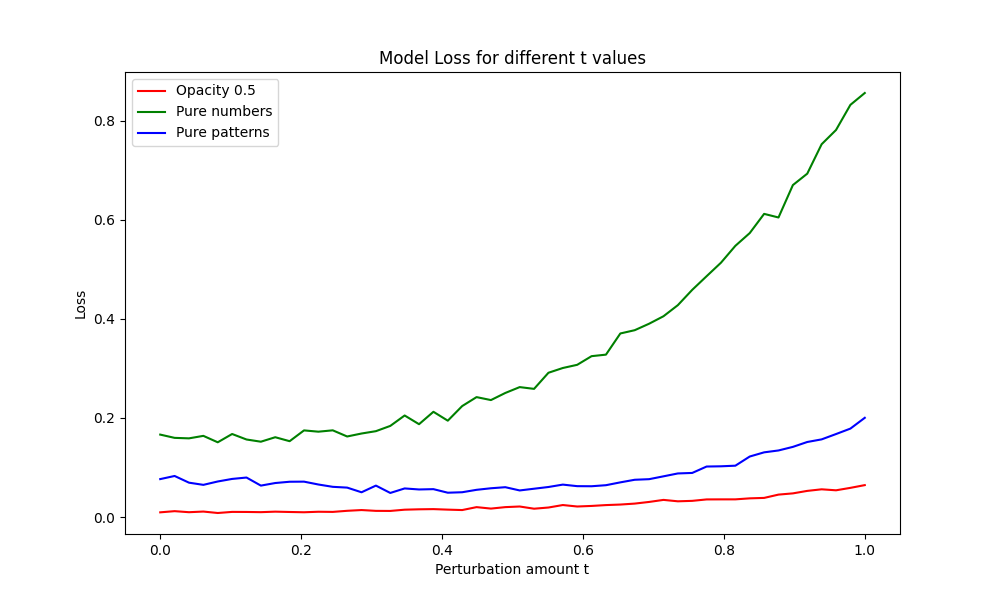 Model Loss for different t values
Opacity 0.5
Pure numbers
Pure patterns
0.8
0.6
0.4
0.2
0.0
Loss
0.0 0.2 0.4 0.6 0.8 1.0
Perturbation amount t